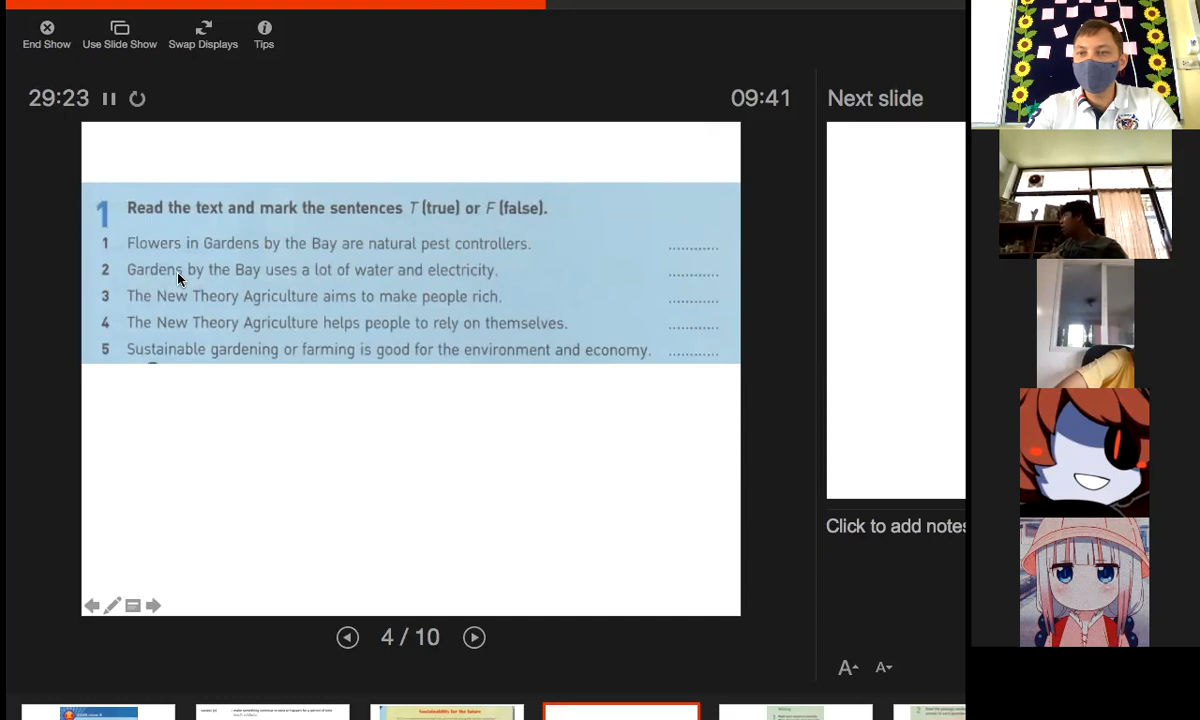 End Show
Use Slide Show
Swap Displays
Tips
29:23
09:41
Next slide
1
Read the text and mark the sentences T (true) or F (false).
1 Flowers in Gardens by the Bay are natural pest controllers. ............
2 Gardens by the Bay uses a lot of water and electricity. ............
3 The New Theory Agriculture aims to make people rich. ............
4 The New Theory Agriculture helps people to rely on themselves. ............
5 Sustainable gardening or farming is good for the environment and economy. ............
Click to add notes
4 / 10
A
A
Sustainability for the future